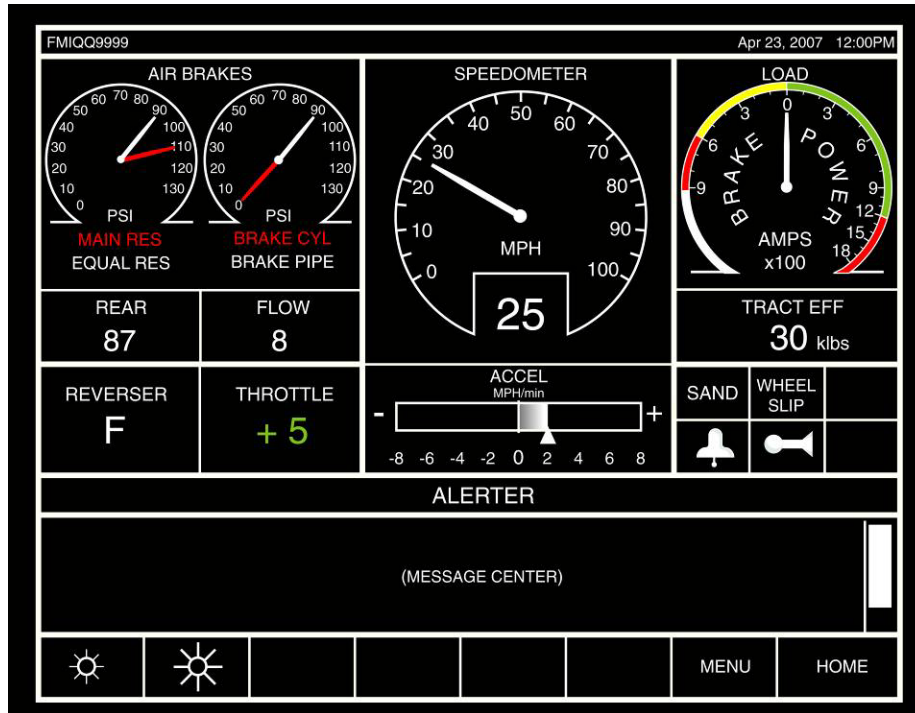 FMIQQ9999
Apr 23, 2007 12:00PM
AIR BRAKES
0 10 20 30 40 50 60 70 80 90 100 110 120 130
PSI
MAIN RES
EQUAL RES
0 10 20 30 40 50 60 70 80 90 100 110 120 130
PSI
BRAKE CYL
BRAKE PIPE
SPEEDOMETER
0 10 20 30 40 50 60 70 80 90 100
MPH
25
LOAD
9 6 3 0 3 6 9 12 15 18
BRAKE POWER
AMPS
x100
REAR
87
FLOW
8
TRACT EFF
30 klbs
REVERSER
F
THROTTLE
+ 5
ACCEL
MPH/min
- +
-8 -6 -4 -2 0 2 4 6 8
SAND
WHEEL
SLIP
ALERTER
(MESSAGE CENTER)
MENU
HOME